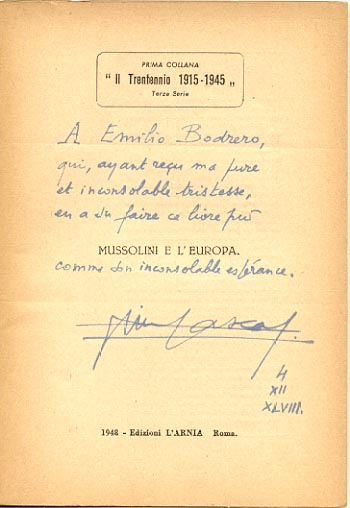 PRIMA COLLANA
" Il Trentennio 1915-1945 „
Terza Serie
A Emilio Bodrero,
qui, ayant reçu ma pure
et inconsolable tristesse,
en a su faire ce livre
MUSSOLINI E L'EUROPA.
comme son inconsolable espérance.
4
XII
XLVIII.
1948 - Edizioni L'ARNIA Roma.